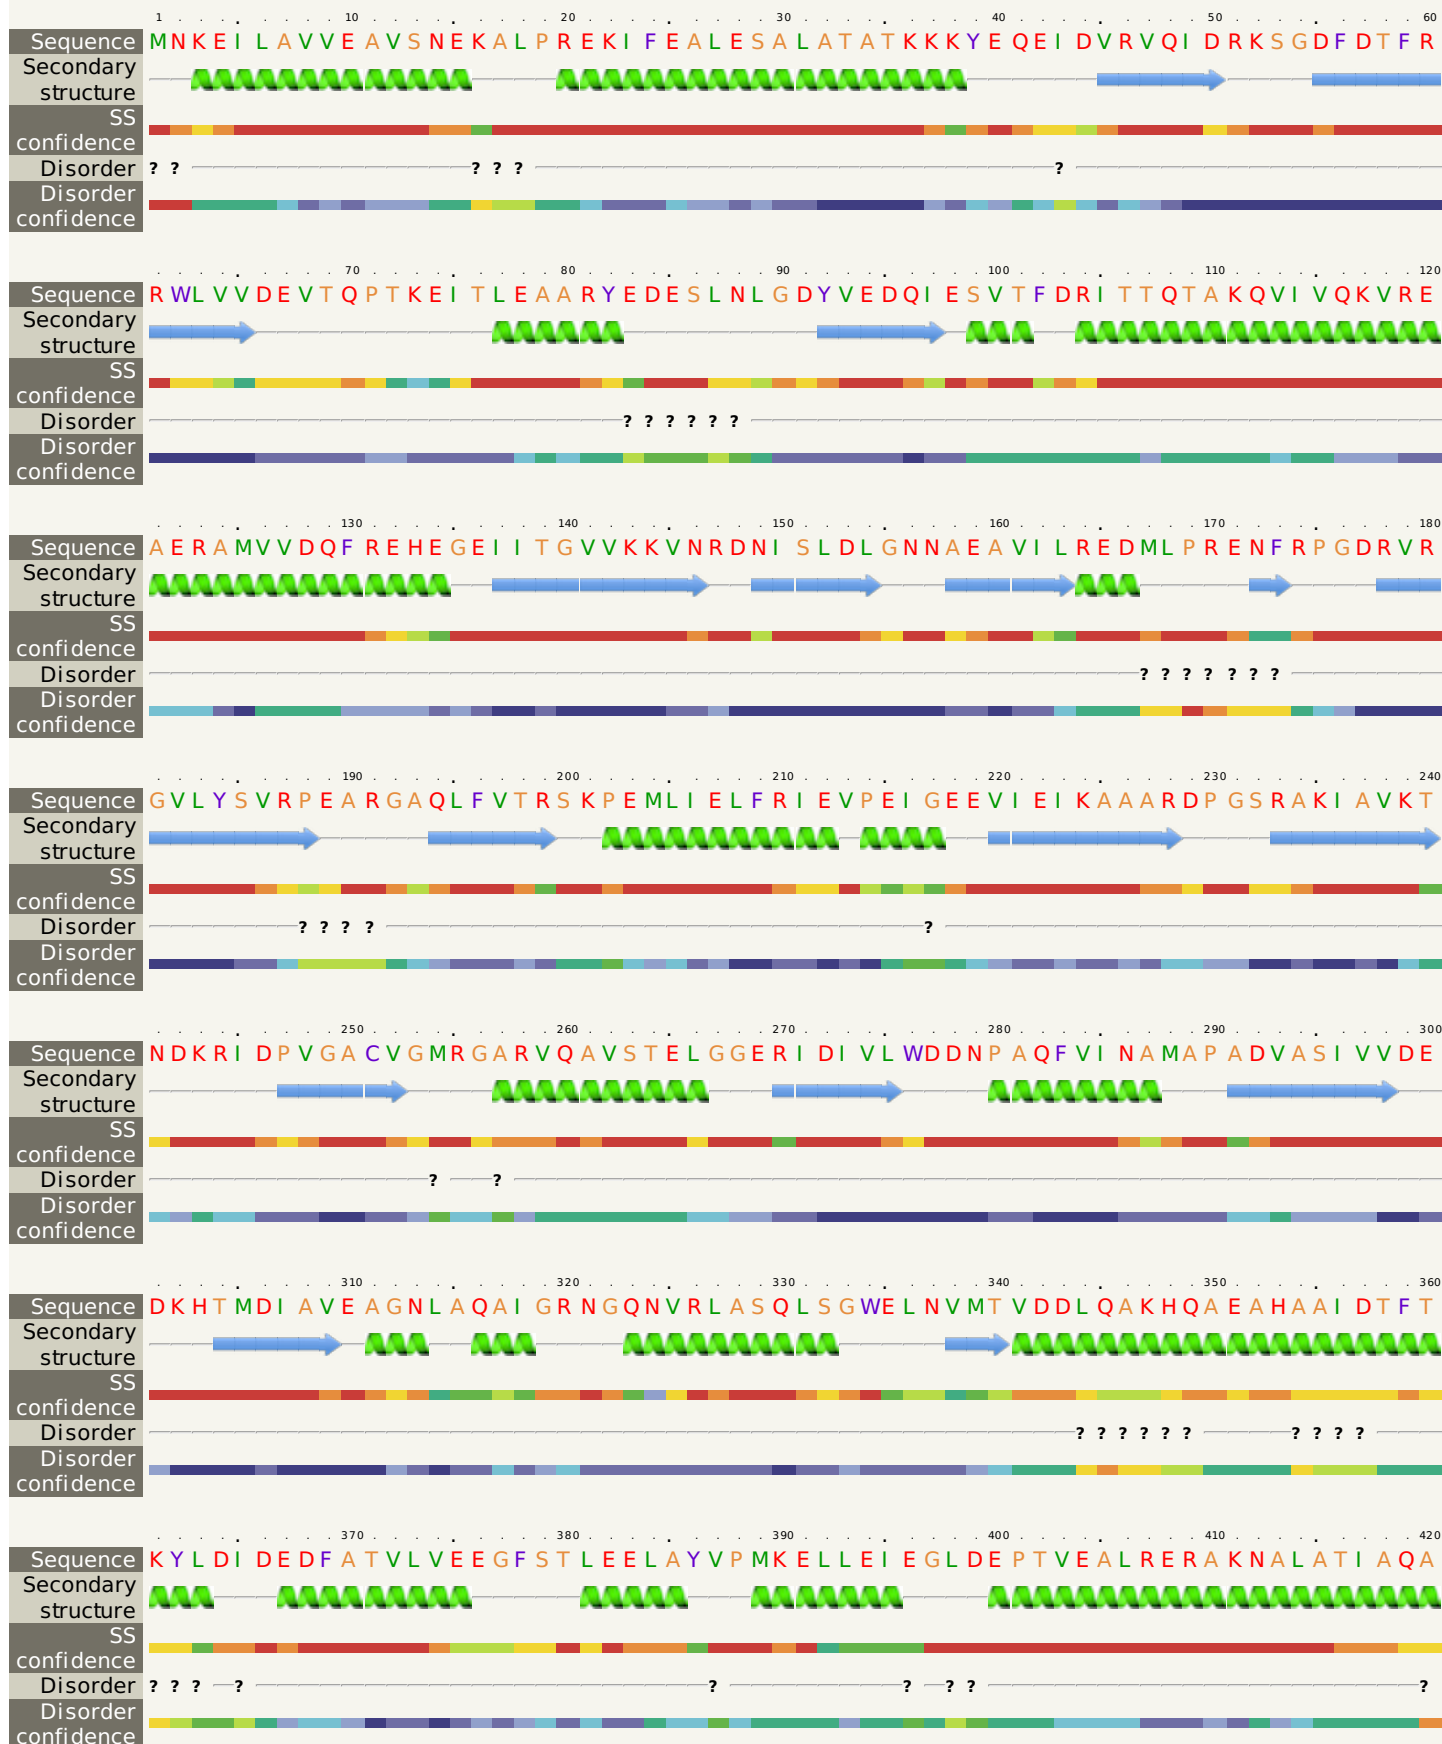 1 10 20 30 40 50 60
Sequence MNKEILAVVEAVSNEKALPREKIFEALESALATATKKKYEQEIDVRVQIDRKSGDFDTFR
Secondary
structure
SS
confidence
Disorder ? ? ? ? ? ?
Disorder
confidence
70 80 90 100 110 120
Sequence RWLVVDEVTQPTKEITLEAARYEDESLNLGDYVEDQIESVTFDRITTQTAKQVIVQKVRE
Secondary
structure
SS
confidence
Disorder ? ? ? ? ? ?
Disorder
confidence
130 140 150 160 170 180
Sequence AERAMVVDQFREHEGEIITGVVKKVNRDNISLDLGNNAEAVILREDMLPRENFRPGDRVR
Secondary
structure
SS
confidence
Disorder ? ? ? ? ? ? ?
Disorder
confidence
190 200 210 220 230 240
Sequence GVLYSVRPEARGAQLFVTRSKPEMLIELFRIEVPEIGEEVIEIKAAARDPGSRAKIAVKT
Secondary
structure
SS
confidence
Disorder ? ? ? ? ?
Disorder
confidence
250 260 270 280 290 300
Sequence NDKRIDPVGACVGMRGARVQAVSTELGGERIDIVLWDDNPAQFVINAMAPADVASIVVDE
Secondary
structure
SS
confidence
Disorder ? ?
Disorder
confidence
310 320 330 340 350 360
Sequence DKHTMDIAVEAGNLAQAIGRNGQNVRLASQLSGWELNVMTVDDLQAKHQAEAHAAIDTFT
Secondary
structure
SS
confidence
Disorder ? ? ? ? ? ? ? ? ? ?
Disorder
confidence
370 380 390 400 410 420
Sequence KYLDIDEDFATVLVEEGFSTLEELAYVPMKELLEIEGLDEPTVEALRERAKNALATIAQA
Secondary
structure
SS
confidence
Disorder ? ? ? ? ? ? ? ? ?
Disorder
confidence